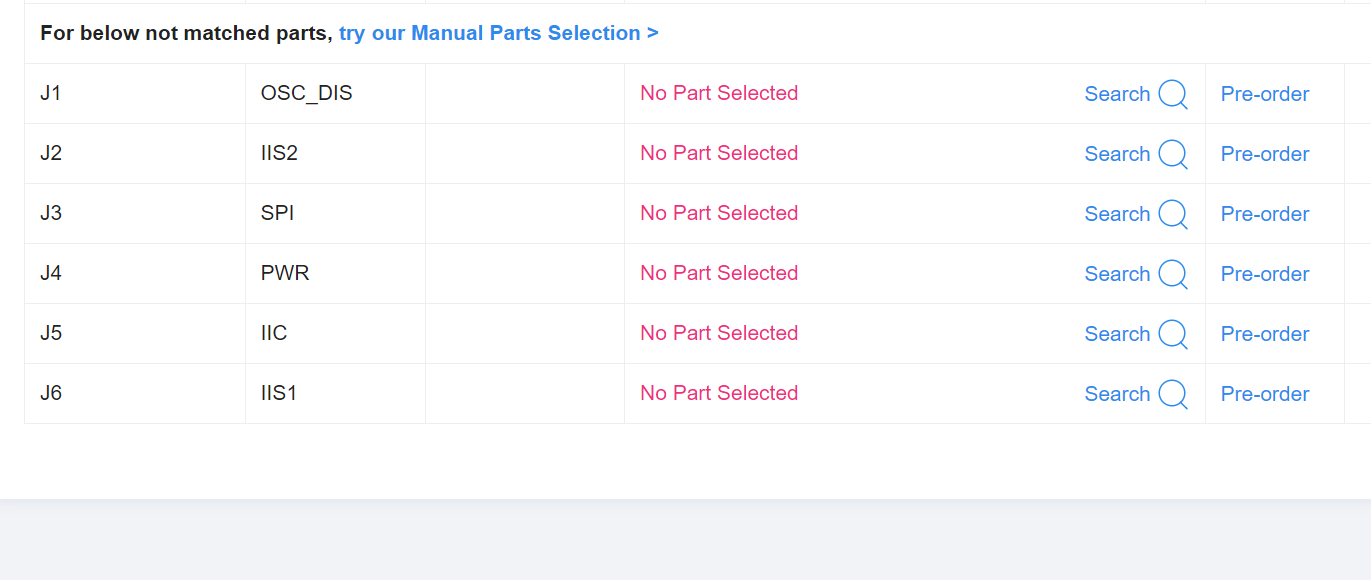 For below not matched parts, try our Manual Parts Selection >
J1 OSC_DIS No Part Selected Search Pre-order
J2 IIS2 No Part Selected Search Pre-order
J3 SPI No Part Selected Search Pre-order
J4 PWR No Part Selected Search Pre-order
J5 IIC No Part Selected Search Pre-order
J6 IIS1 No Part Selected Search Pre-order